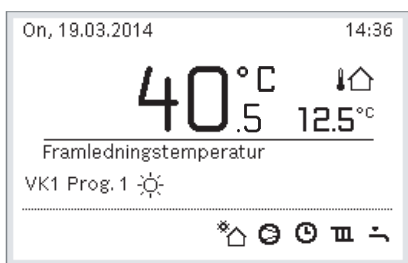 On, 19.03.2014 14:36
40.5 °C
12.5°C
Framledningstemperatur
VK1 Prog. 1